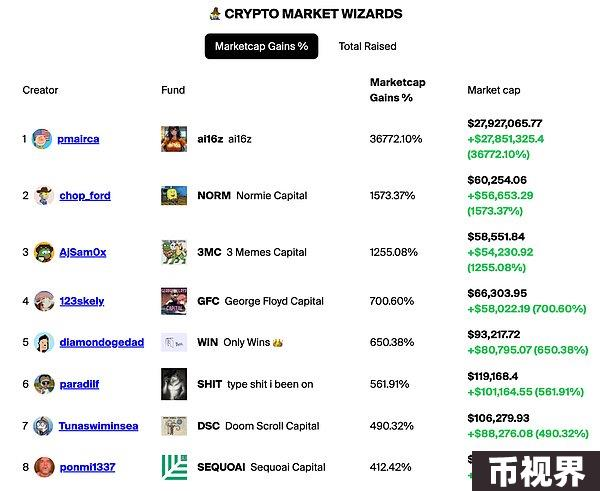 CRYPTO MARKET WIZARDS
Marketcap Gains % Total Raised
Creator Fund Marketcap Gains % Market cap
1 pmairca ai16z ai16z 36772.10% $27,927,065.77
+$27,851,325.4
(36772.10%)
2 chop_ford NORM Normie Capital 1573.37% $60,254.06
+$56,653.29
(1573.37%)
3 AjSam0x 3MC 3 Memes Capital 1255.08% $58,551.84
+$54,230.92
(1255.08%)
4 123skely GFC George Floyd Capital 700.60% $66,303.95
+$58,022.19 (700.60%)
5 diamondogedad WIN Only Wins 👑 650.38% $93,217.72
+$80,795.07 (650.38%)
6 paradilf SHIT type shit i been on 561.91% $119,168.4
+$101,164.55 (561.91%)
7 Tunaswiminsea DSC Doom Scroll Capital 490.32% $106,279.93
+$88,276.08 (490.32%)
8 ponmi1337 SEQUOAI Sequoai Capital 412.42%
币视界